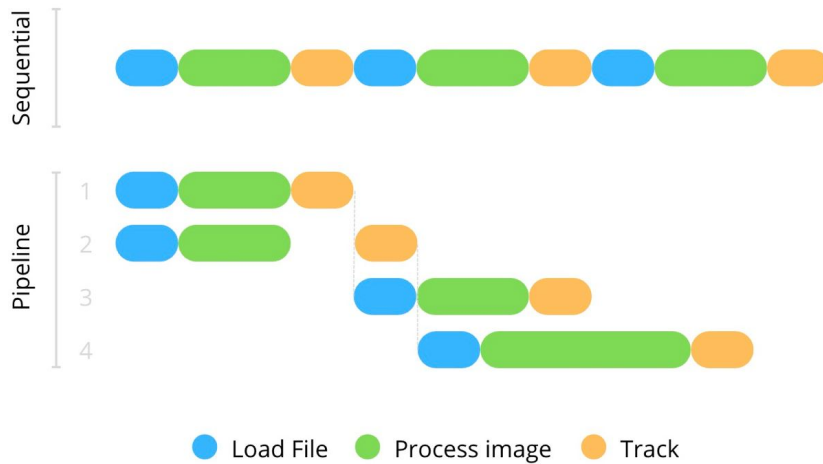 Sequential
Pipeline
1
2
3
4
Load File
Process image
Track